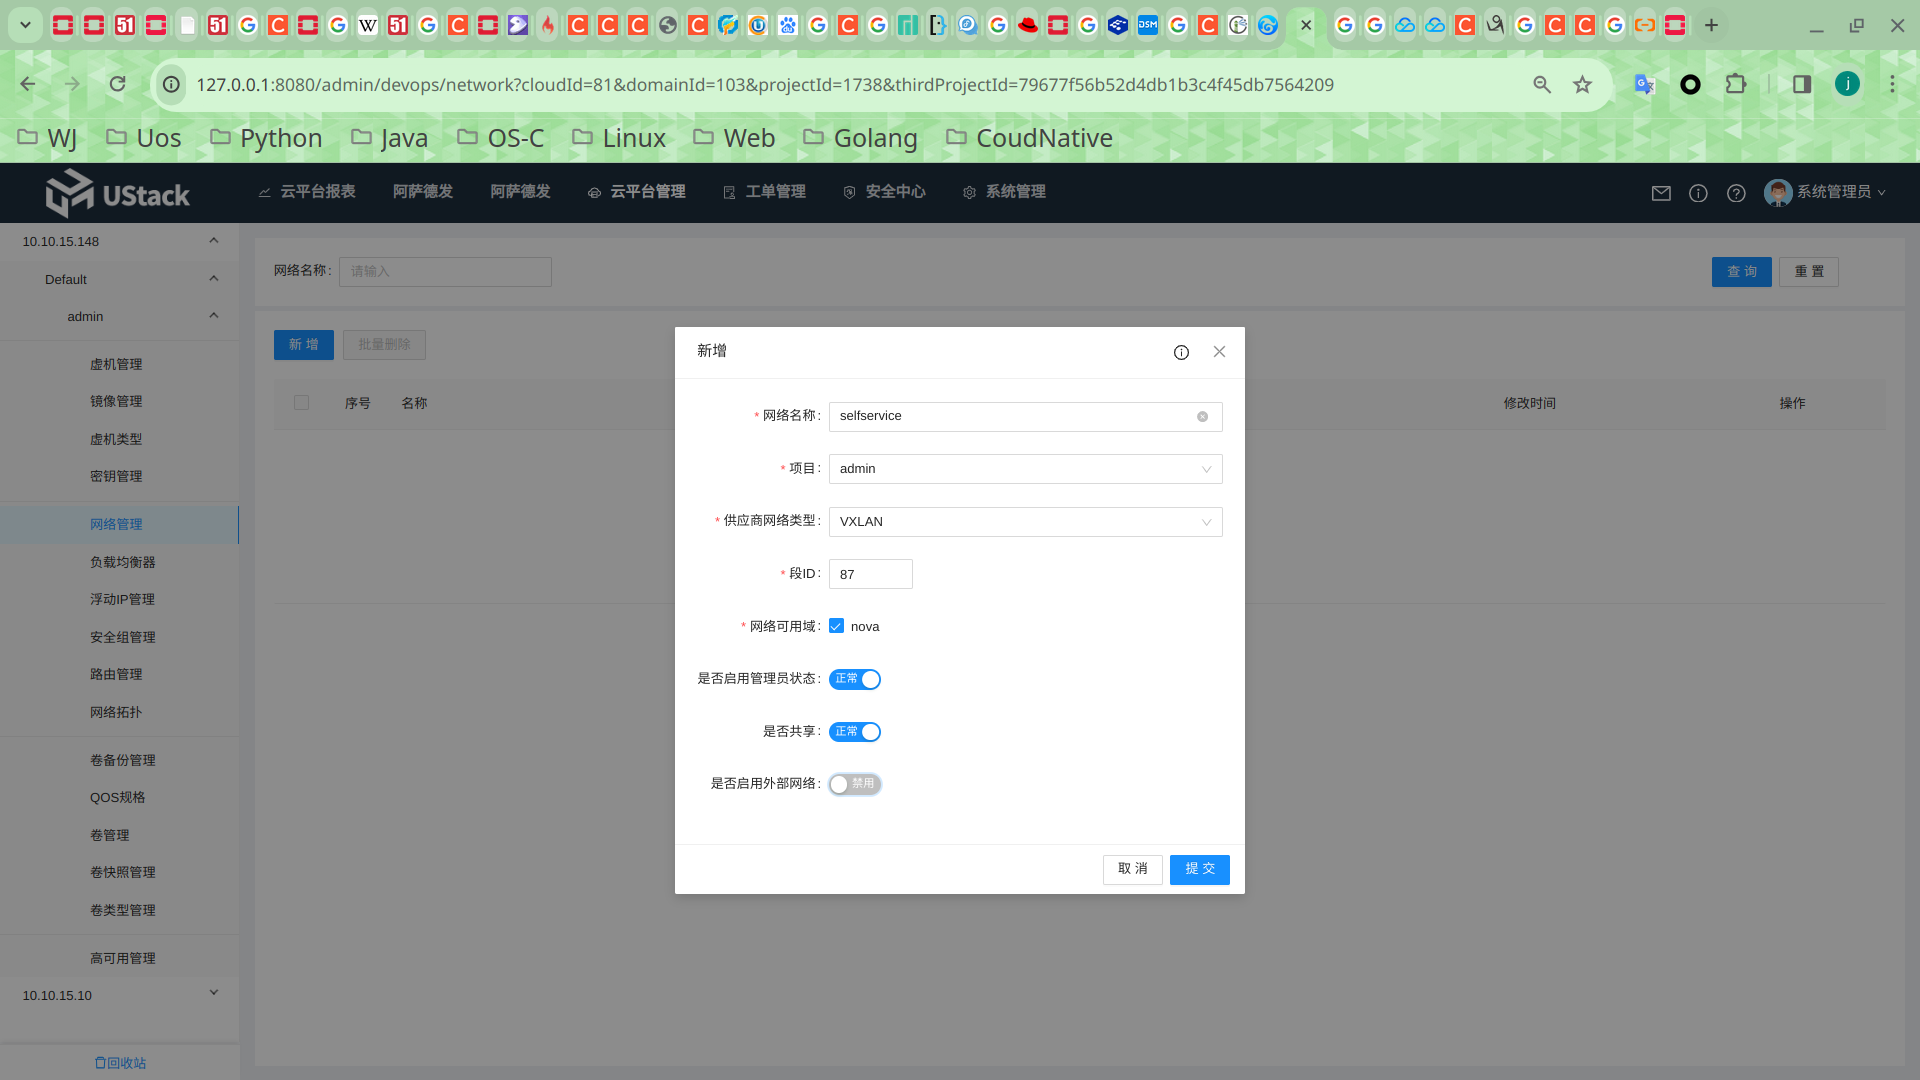 127.0.0.1:8080/admin/devops/network?cloudId=81&domainId=103&projectId=1738&thirdProjectId=79677f56b52d4db1b3c4f45db7564209
WJ Uos Python Java OS-C Linux Web Golang CoudNative
UStack 云平台报表 阿萨德发 阿萨德发 云平台管理 工单管理 安全中心 系统管理 系统管理员
10.10.15.148
Default
admin
虚机管理
镜像管理
虚机类型
密钥管理
网络管理
负载均衡器
浮动IP管理
安全组管理
路由管理
网络拓扑
卷备份管理
QOS规格
卷管理
卷快照管理
卷类型管理
高可用管理
10.10.15.10
回收站
网络名称: 请输入 查 询 重 置
新 增 批量删除
序号 名称 修改时间 操作
新增
* 网络名称: selfservice
* 项目: admin
* 供应商网络类型: VXLAN
* 段ID: 87
* 网络可用域: nova
是否启用管理员状态: 正常
是否共享: 正常
是否启用外部网络: 禁用
取 消 提 交